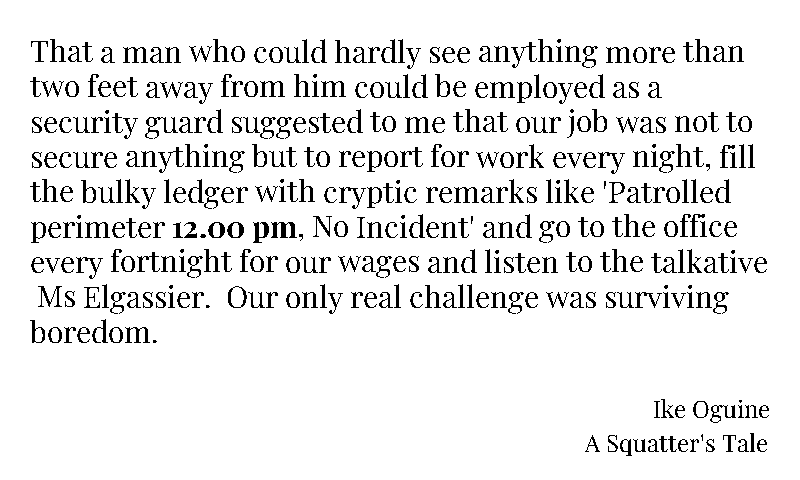 That a man who could hardly see anything more than
two feet away from him could be employed as a
security guard suggested to me that our job was not to
secure anything but to report for work every night, fill
the bulky ledger with cryptic remarks like 'Patrolled
perimeter 12.00 pm, No Incident' and go to the office
every fortnight for our wages and listen to the talkative
Ms Elgassier.  Our only real challenge was surviving
boredom.
Ike Oguine
A Squatter's Tale